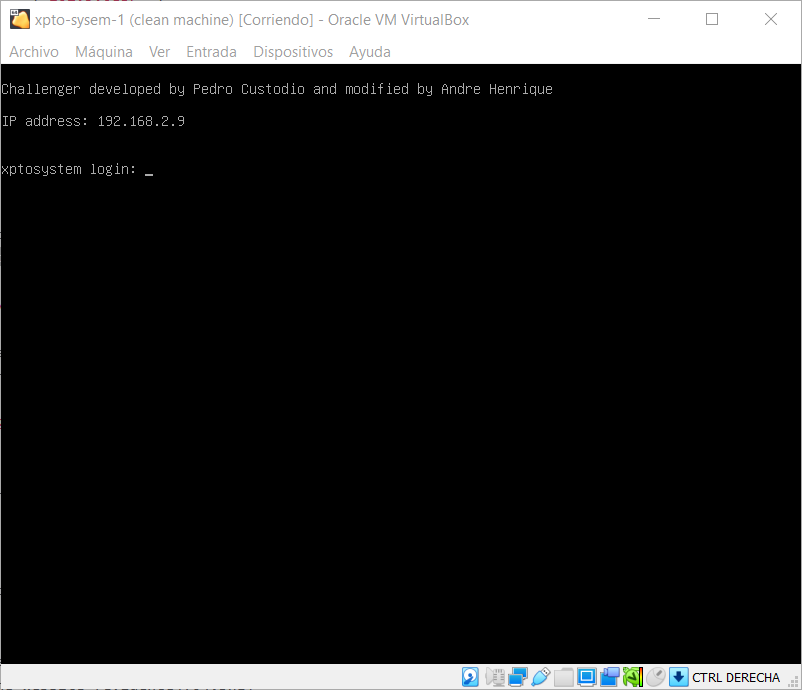 xpto-sysem-1 (clean machine) [Corriendo] - Oracle VM VirtualBox
Archivo Máquina Ver Entrada Dispositivos Ayuda
Challenger developed by Pedro Custodio and modified by Andre Henrique
IP address: 192.168.2.9
xptosystem login: _
CTRL DERECHA